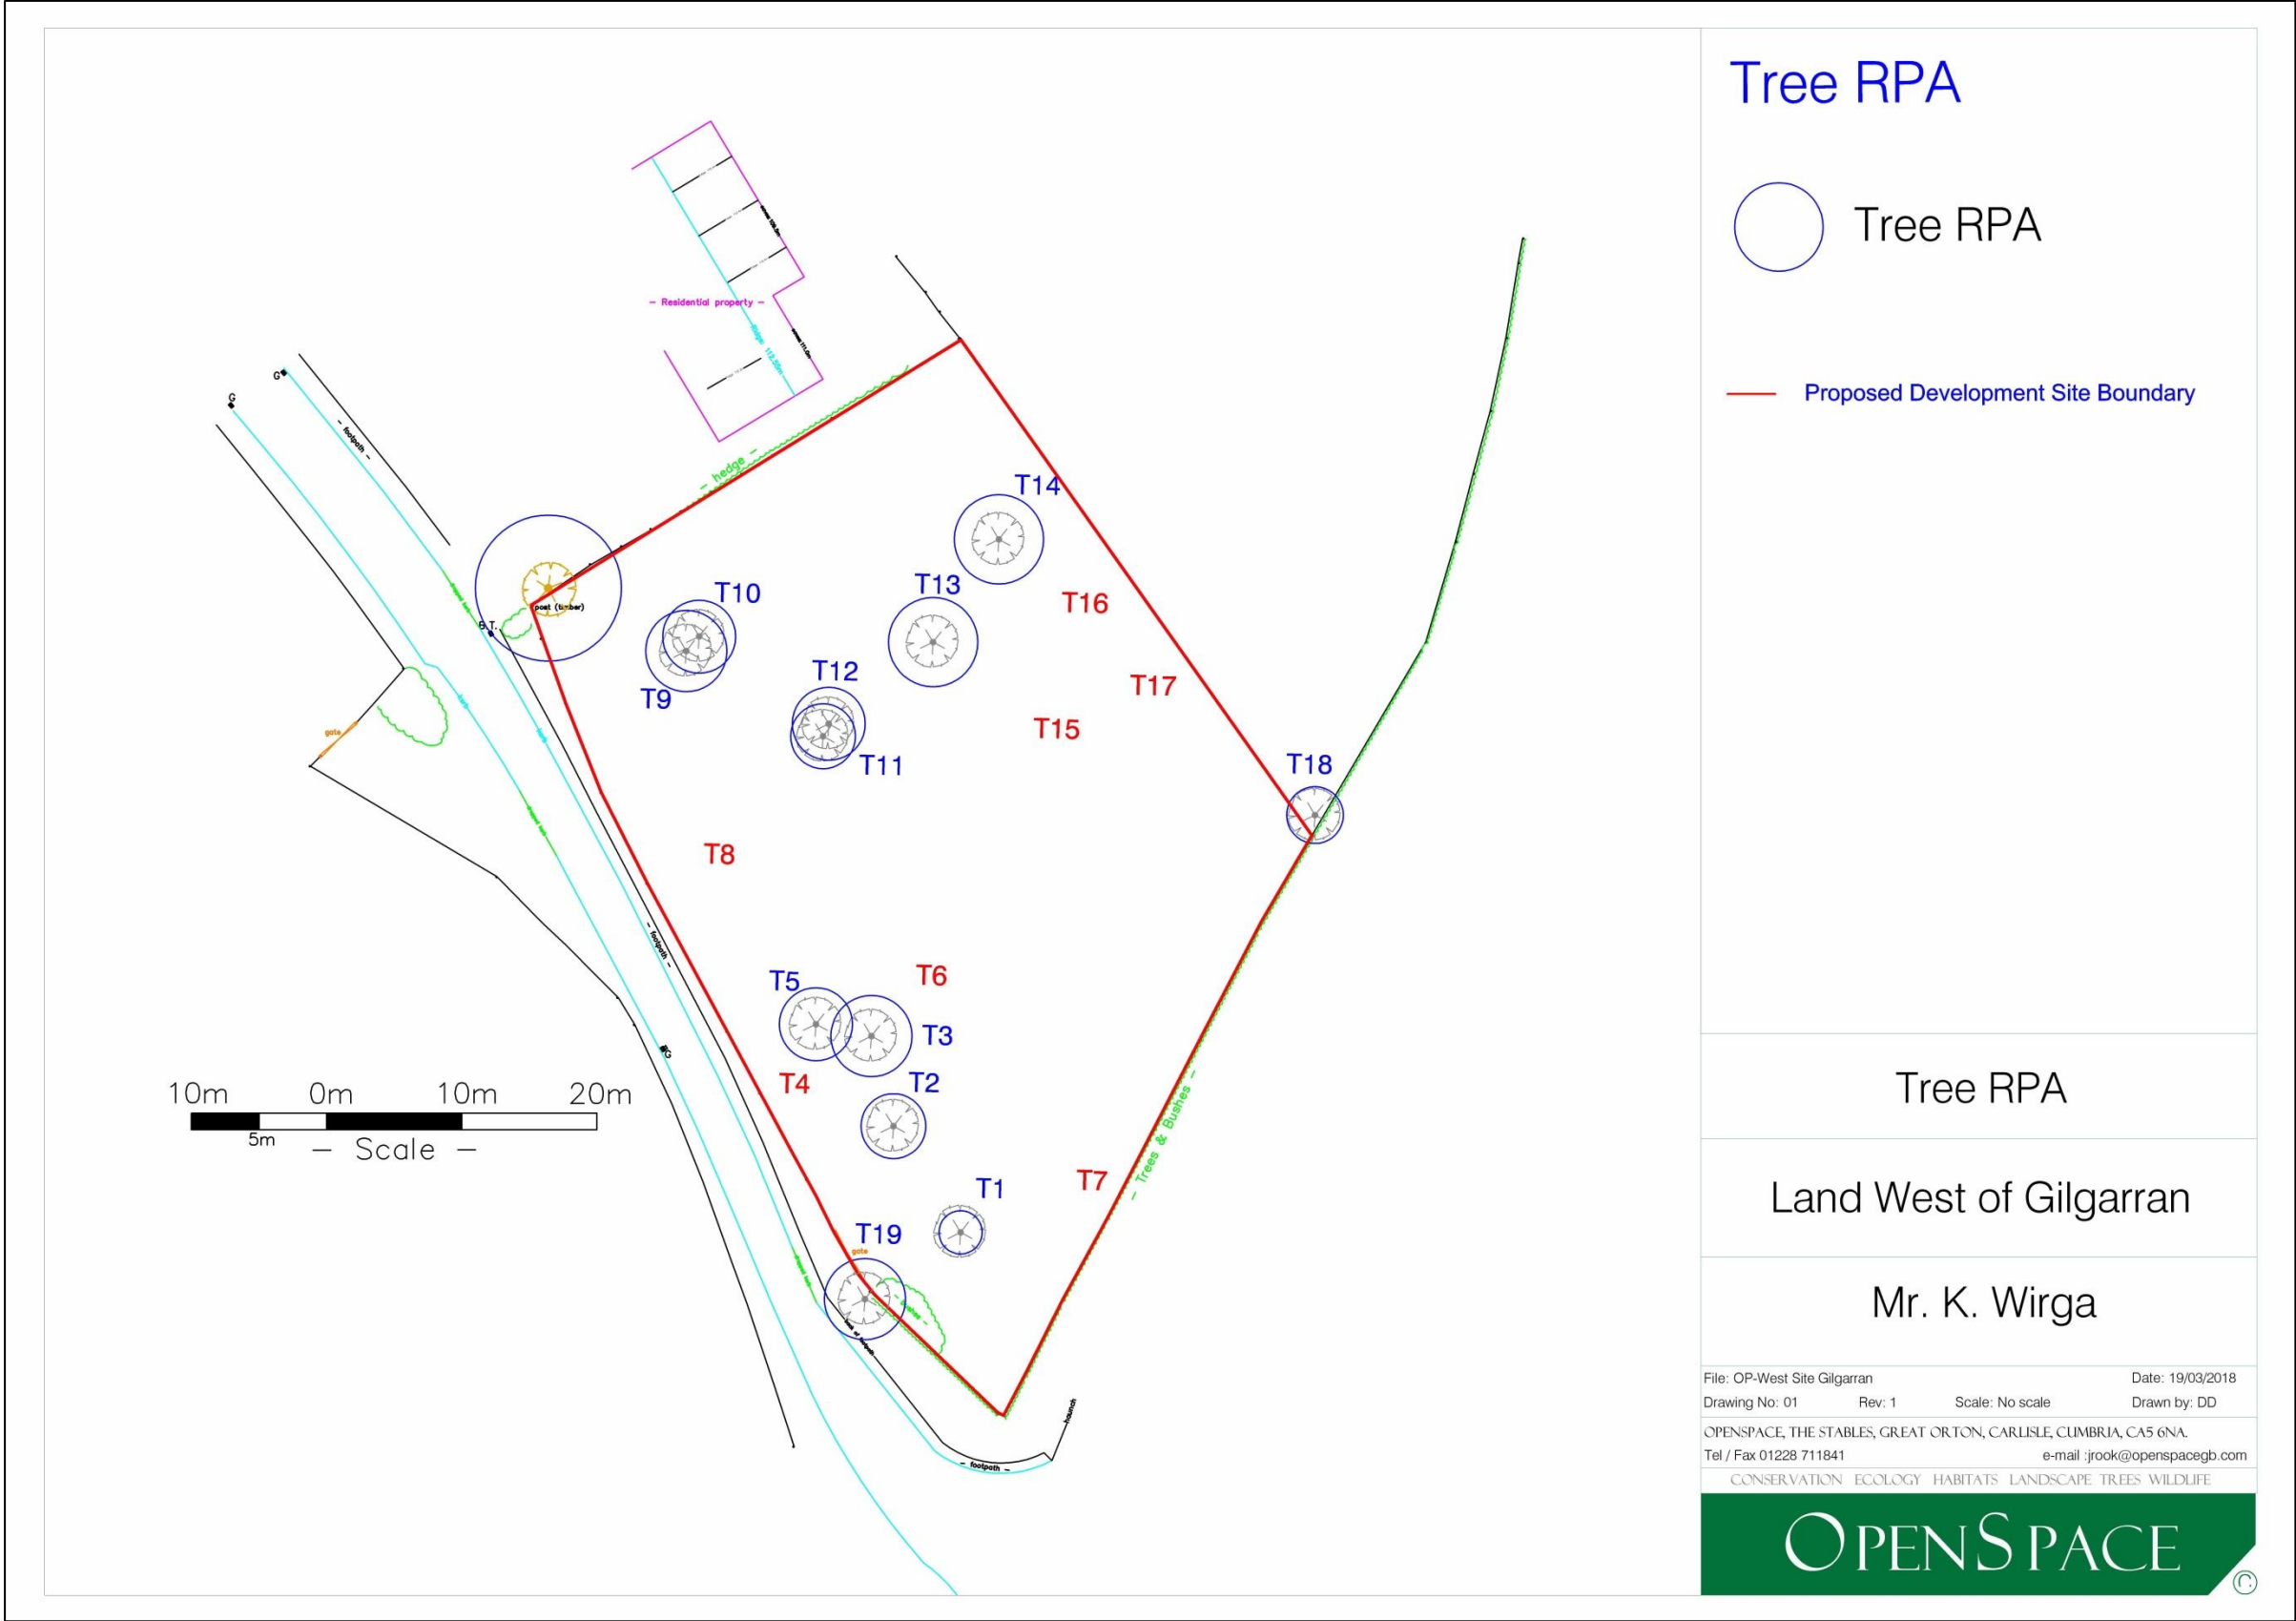 Tree RPA
Tree RPA
Proposed Development Site Boundary
- Residential property -
- hedge -
G
G
- footpath -
T14
T13
T10
T16
post (timber)
B.T.
T12
T9
T17
T15
T11
T18
gate
T8
- footpath -
T6
T5
T3
T4
T2
G
10m 0m 10m 20m
5m
- Scale -
- Trees & Bushes -
T7
T1
T19
gate
- bushes -
haunch
- footpath -
Tree RPA
Land West of Gilgarran
Mr. K. Wirga
File: OP-West Site Gilgarran Date: 19/03/2018
Drawing No: 01 Rev: 1 Scale: No scale Drawn by: DD
OPENSPACE, THE STABLES, GREAT ORTON, CARLISLE, CUMBRIA, CA5 6NA.
Tel / Fax 01228 711841 e-mail :jrook@openspacegb.com
CONSERVATION ECOLOGY HABITATS LANDSCAPE TREES WILDLIFE
OPENSPACE
©